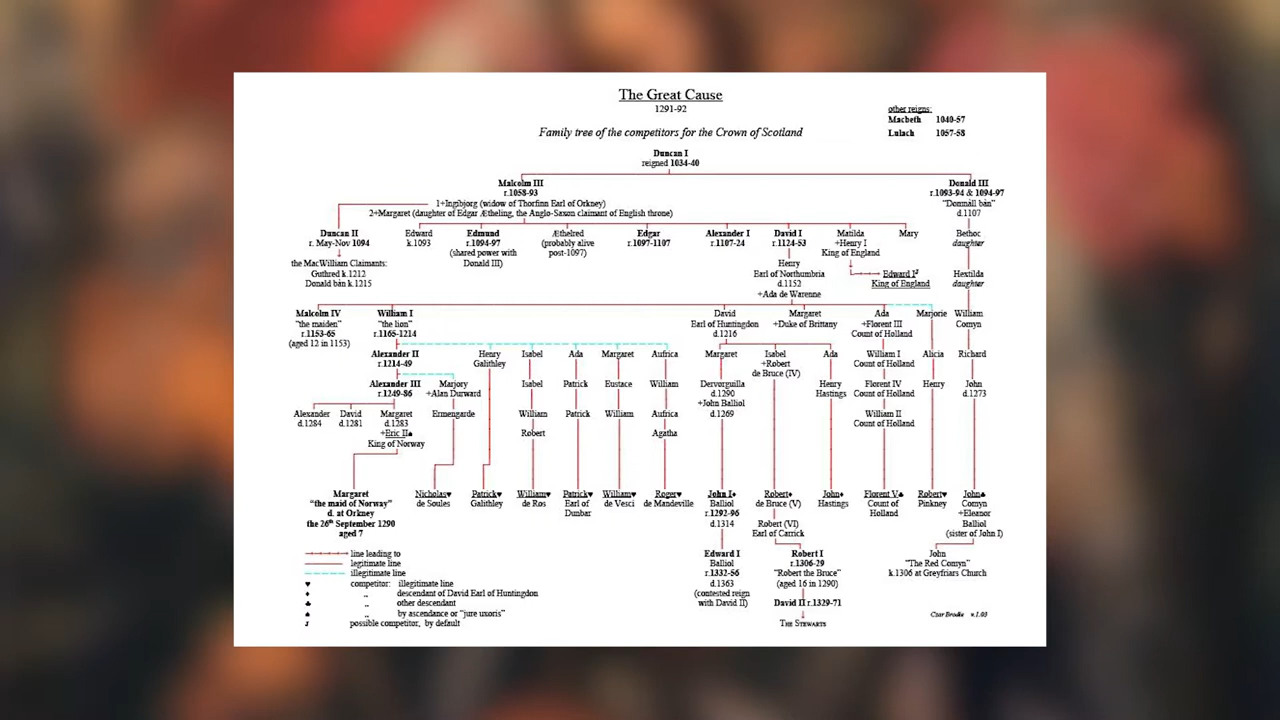 The Great Cause
1291-92
Family tree of the competitors for the Crown of Scotland
other reigns:
Macbeth 1040-57
Lulach 1057-58
Duncan I
reigned 1034-40
Malcolm III
r.1058-93
Donald III
r.1093-94 & 1094-97
"Domnall bàn"
d.1107
1+Ingibjorg (widow of Thorfinn Earl of Orkney)
2+Margaret (daughter of Edgar Ætheling, the Anglo-Saxon claimant of English throne)
Duncan II
r. May-Nov 1094
the MacWilliam Claimants:
Guthred k.1212
Donald bàn k.1215
Edward
k.1093
Edmund
r.1094-97
(shared power with
Donald III)
Æthelred
(probably alive
post-1097)
Edgar
r.1097-1107
Alexander I
r.1107-24
David I
r.1124-53
Henry
Earl of Northumbria
d.1152
+Ada de Warenne
Matilda
+Henry I
King of England
Mary
Edward I
King of England
Bethoc
daughter
Hextilda
daughter
Malcolm IV
"the maiden"
r.1153-65
(aged 12 in 1153)
William I
"the lion"
r.1165-1214
David
Earl of Huntingdon
d.1216
Margaret
+Duke of Brittany
Ada
+Florent III
Count of Holland
Marjorie
William
Comyn
Alexander II
r.1214-49
Henry
Galithley
Isabel
Ada
Margaret
Aufrica
Margaret
Isabel
+Robert
de Bruce (IV)
Ada
William I
Count of Holland
Alicia
Richard
Alexander III
r.1249-86
Marjory
+Alan Durward
Isabel
Patrick
Eustace
William
Dervorguilla
d.1290
+John Balliol
d.1269
Henry
Hastings
Florent IV
Count of Holland
Henry
John
d.1273
Alexander
d.1284
David
d.1281
Margaret
d.1283
+Eric II♠
King of Norway
Ermengarde
William
Patrick
William
Aufrica
William II
Count of Holland
Robert
Agatha
Margaret
"the maid of Norway"
d. at Orkney
the 26th September 1290
aged 7
Nicholas♥
de Soules
Patrick♥
Galithley
William♥
de Ros
Patrick♥
Earl of
Dunbar
William♥
de Vesci
Roger♥
de Mandeville
John I♦
Balliol
r.1292-96
d.1314
Robert♦
de Bruce (V)
Robert (VI)
Earl of Carrick
John♦
Hastings
Florent V♣
Count of
Holland
Robert♥
Pinkney
John♣
Comyn
+Eleanor
Balliol
(sister of John I)
Edward I
Balliol
r.1332-56
d.1363
(contested reign
with David II)
Robert I
r.1306-29
"Robert the Bruce"
(aged 16 in 1290)
David II r.1329-71
THE STEWARTS
John
"The Red Comyn"
k.1306 at Greyfriars Church
line leading to
legitimate line
illegitimate line
♥ competitor: illegitimate line
♦ ,, descendant of David Earl of Huntingdon
♣ ,, other descendant
♠ ,, by ascendance or "jure uxoris"
possible competitor, by default
Czar Brodie v.1.03